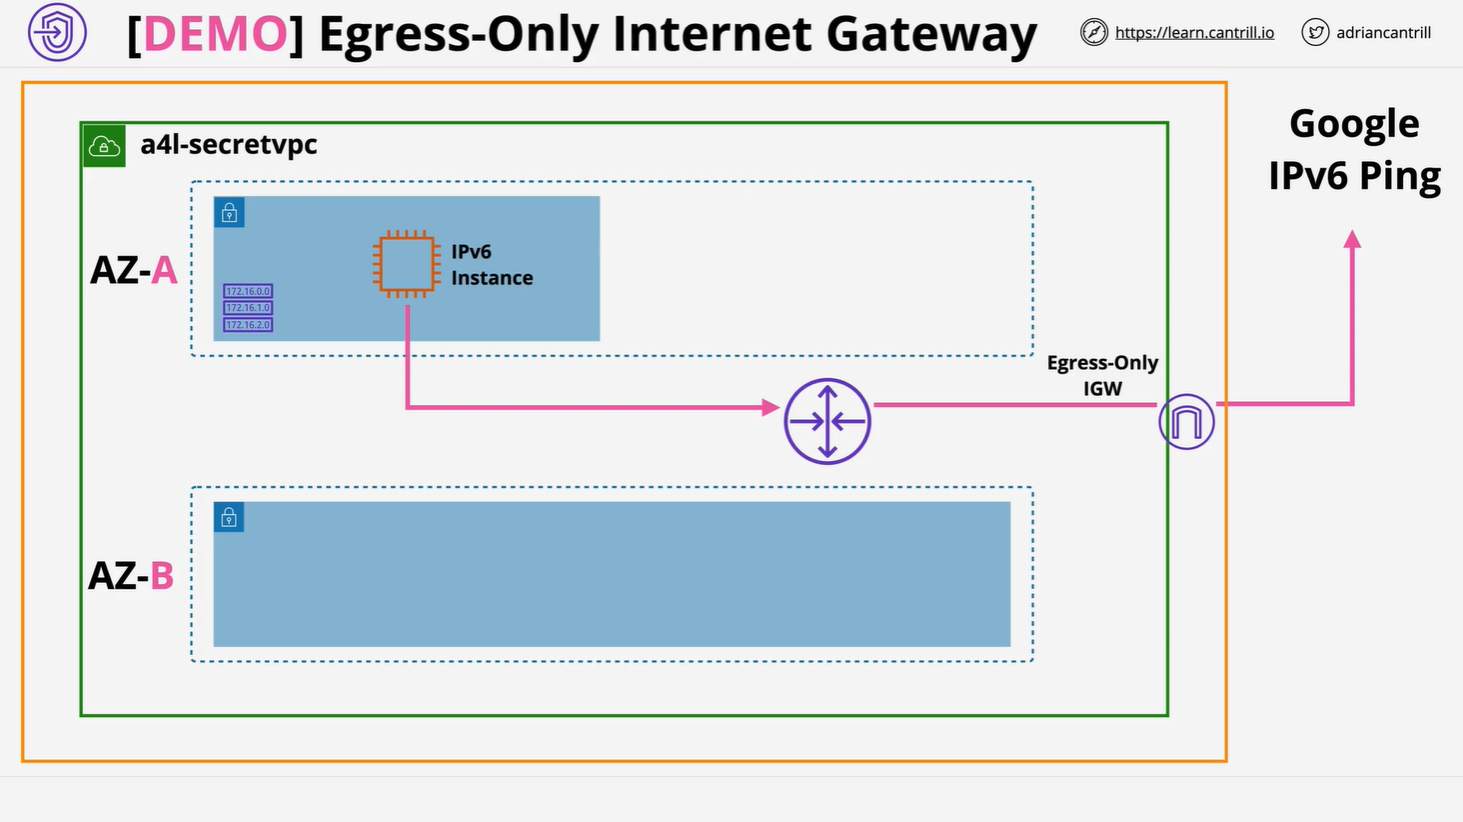 [DEMO] Egress-Only Internet Gateway
https://learn.cantrill.io
adriancantrill
Google
IPv6 Ping
a4l-secretvpc
AZ-A
IPv6
Instance
172.16.0.0
172.16.1.0
172.16.2.0
Egress-Only
IGW
AZ-B